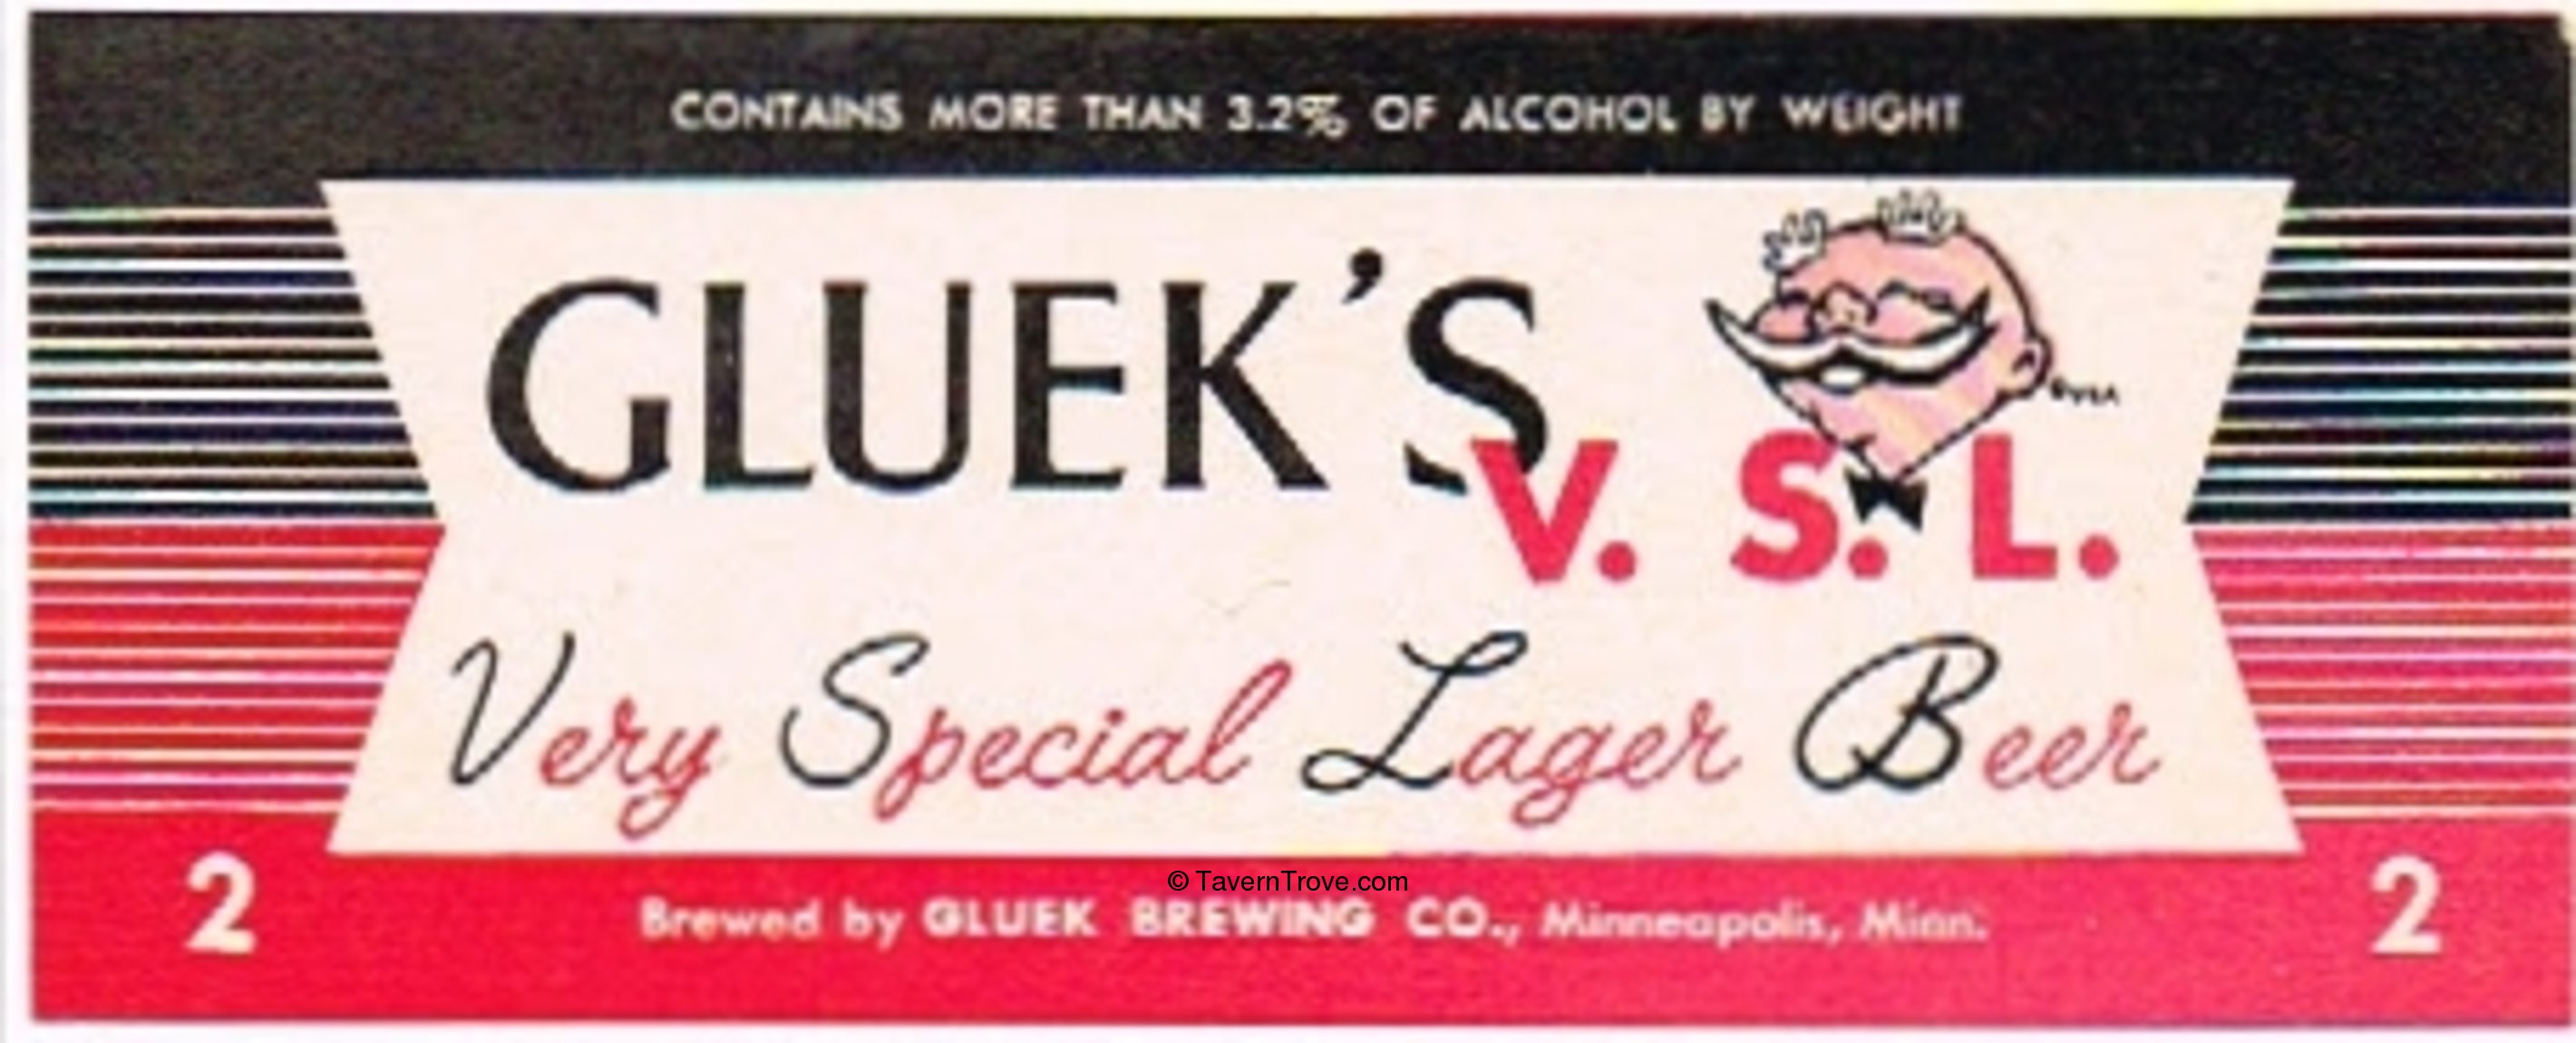 CONTAINS MORE THAN 3.2% OF ALCOHOL BY WEIGHT
GLUEK'S
V. S. L.
Very Special Lager Beer
2 2
© TavernTrove.com
Brewed by GLUEK BREWING CO., Minneapolis, Minn.